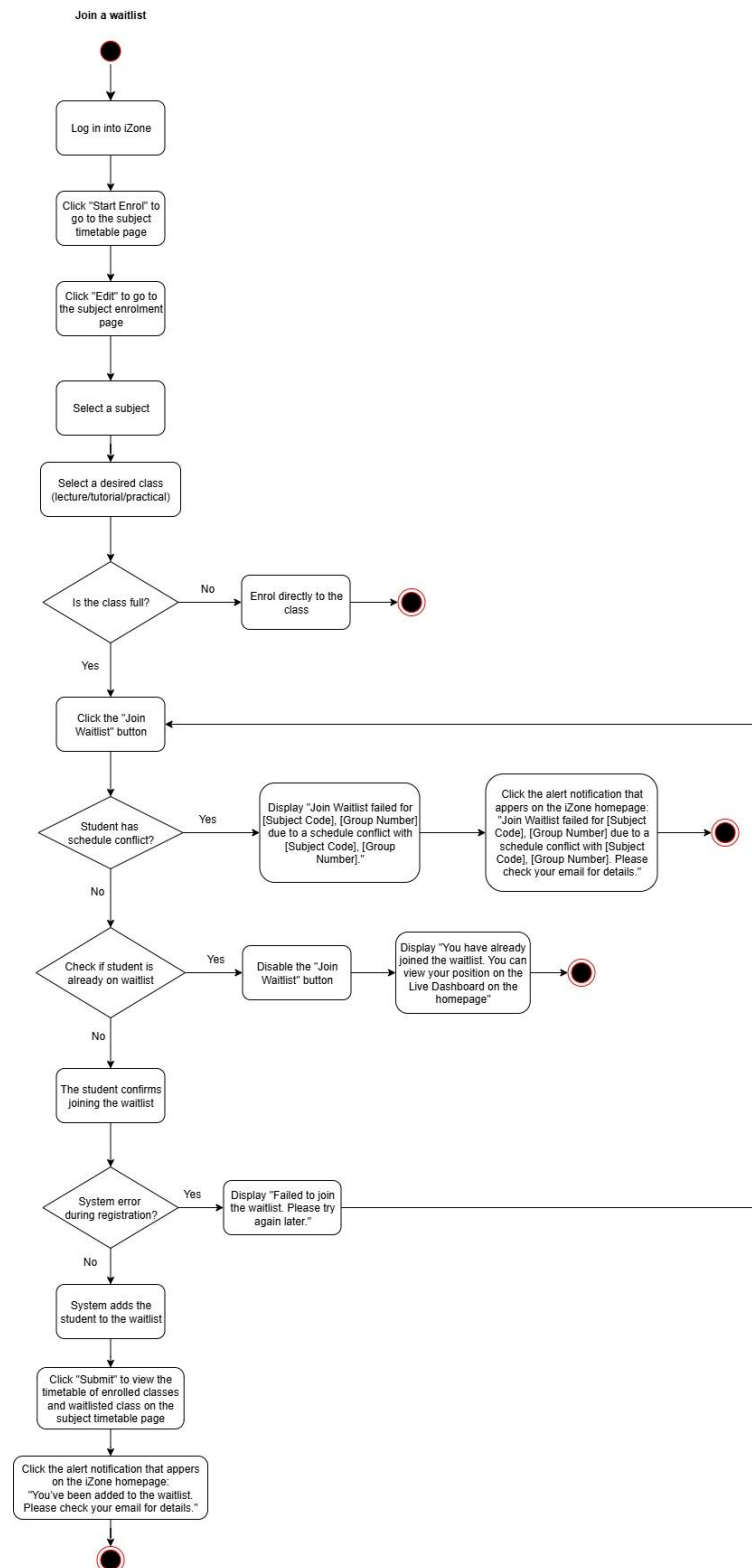 Join a waitlist
Log in into iZone
Click "Start Enrol" to
go to the subject
timetable page
Click "Edit" to go to
the subject enrolment
page
Select a subject
Select a desired class
(lecture/tutorial/practical)
Is the class full?
No
Enrol directly to the
class
Yes
Click the "Join
Waitlist" button
Student has
schedule conflict?
Yes
Display "Join Waitlist failed for
[Subject Code], [Group Number]
due to a schedule conflict with
[Subject Code], [Group
Number]."
Click the alert notification that
appers on the iZone homepage:
"Join Waitlist failed for [Subject
Code], [Group Number] due to a
schedule conflict with [Subject
Code], [Group Number]. Please
check your email for details."
No
Check if student is
already on waitlist
Yes
Disable the "Join
Waitlist" button
Display "You have already
joined the waitlist. You can
view your position on the
Live Dashboard on the
homepage"
No
The student confirms
joining the waitlist
System error
during registration?
Yes
Display "Failed to join
the waitlist. Please try
again later."
No
System adds the
student to the waitlist
Click "Submit" to view the
timetable of enrolled classes
and waitlisted class on the
subject timetable page
Click the alert notification that appers
on the iZone homepage:
"You've been added to the waitlist.
Please check your email for details."